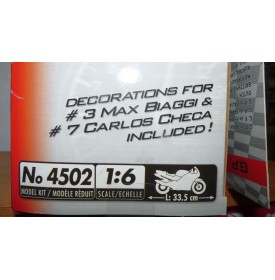 DECORATIONS FOR
# 3 MAX BIAGGI &
# 7 CARLOS CHECA
INCLUDED !
No 4502
MODEL KIT / MODÈLE RÉDUIT
1:6
SCALE/ECHELLE
L: 33.5 cm